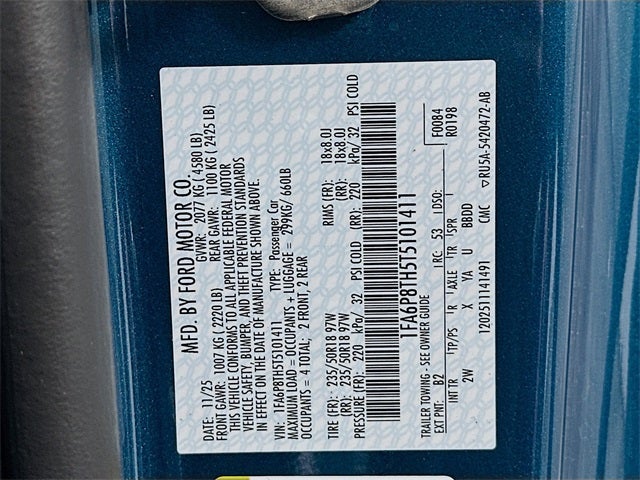 MFD. BY FORD MOTOR CO.
DATE: 11/25 GVWR: 2077 KG ( 4580 LB)
FRONT GAWR: 1007 KG ( 2220 LB) REAR GAWR: 1100 KG ( 2425 LB)
THIS VEHICLE CONFORMS TO ALL APPLICABLE FEDERAL MOTOR
VEHICLE SAFETY, BUMPER, AND THEFT PREVENTION STANDARDS
IN EFFECT ON THE DATE OF MANUFACTURE SHOWN ABOVE.
VIN: 1FA6P8TH5T5101411 TYPE: Passenger Car
MAXIMUM LOAD = OCCUPANTS + LUGGAGE = 299KG/ 660LB
OCCUPANTS = 4 TOTAL; 2 FRONT, 2 REAR
TIRE (FR): 235/50R18 97W RIMS (FR): 18x8.0J
(RR): 235/50R18 97W (RR): 18x8.0J
PRESSURE (FR): 220 kPa/ 32 PSI COLD (RR): 220 kPa/ 32 PSI COLD
1FA6P8TH5T5101411
TRAILER TOWING - SEE OWNER GUIDE F0084
EXT PNT: B2 RC: 53 DSO: R0198
INT TR TP/PS R AXLE TR SPR
2W X YA U BBDD
120251114149 1 CMC RU5A-5420472-AB